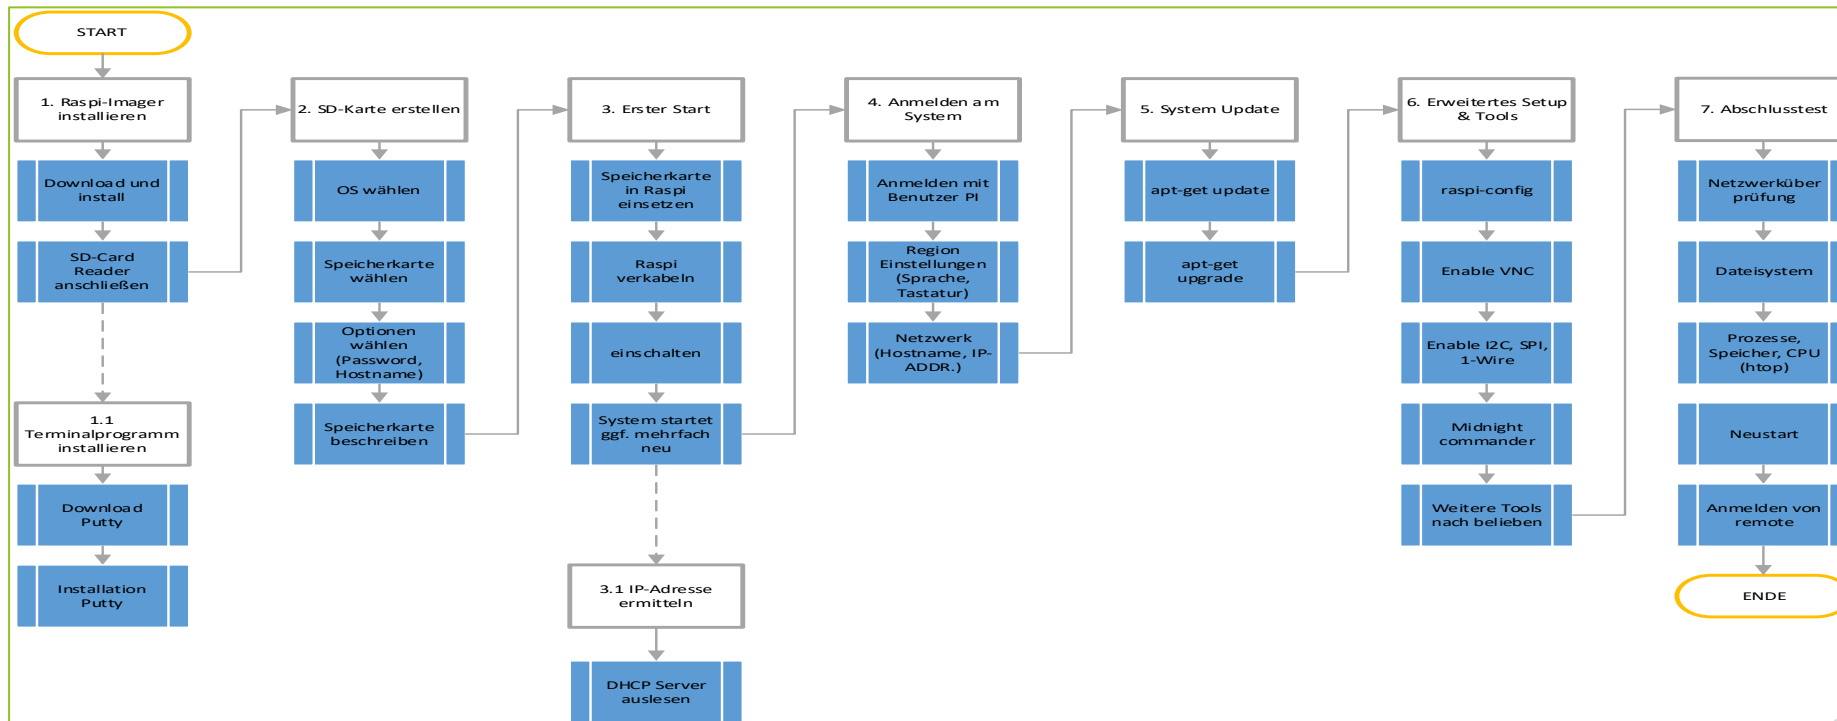 START
1. Raspi-Imager
installieren
Download und
install
SD-Card
Reader
anschließen
1.1
Terminalprogramm
installieren
Download
Putty
Installation
Putty
2. SD-Karte erstellen
OS wählen
Speicherkarte
wählen
Optionen
wählen
(Password,
Hostname)
Speicherkarte
beschreiben
3. Erster Start
Speicherkarte
in Raspi
einsetzen
Raspi
verkabeln
einschalten
System startet
ggf. mehrfach
neu
3.1 IP-Adresse
ermitteln
DHCP Server
auslesen
4. Anmelden am
System
Anmelden mit
Benutzer PI
Region
Einstellungen
(Sprache,
Tastatur)
Netzwerk
(Hostname, IP-
ADDR.)
5. System Update
apt-get update
apt-get
upgrade
6. Erweitertes Setup
& Tools
raspi-config
Enable VNC
Enable I2C, SPI,
1-Wire
Midnight
commander
Weitere Tools
nach belieben
7. Abschlusstest
Netzwerküber
prüfung
Dateisystem
Prozesse,
Speicher, CPU
(htop)
Neustart
Anmelden von
remote
ENDE